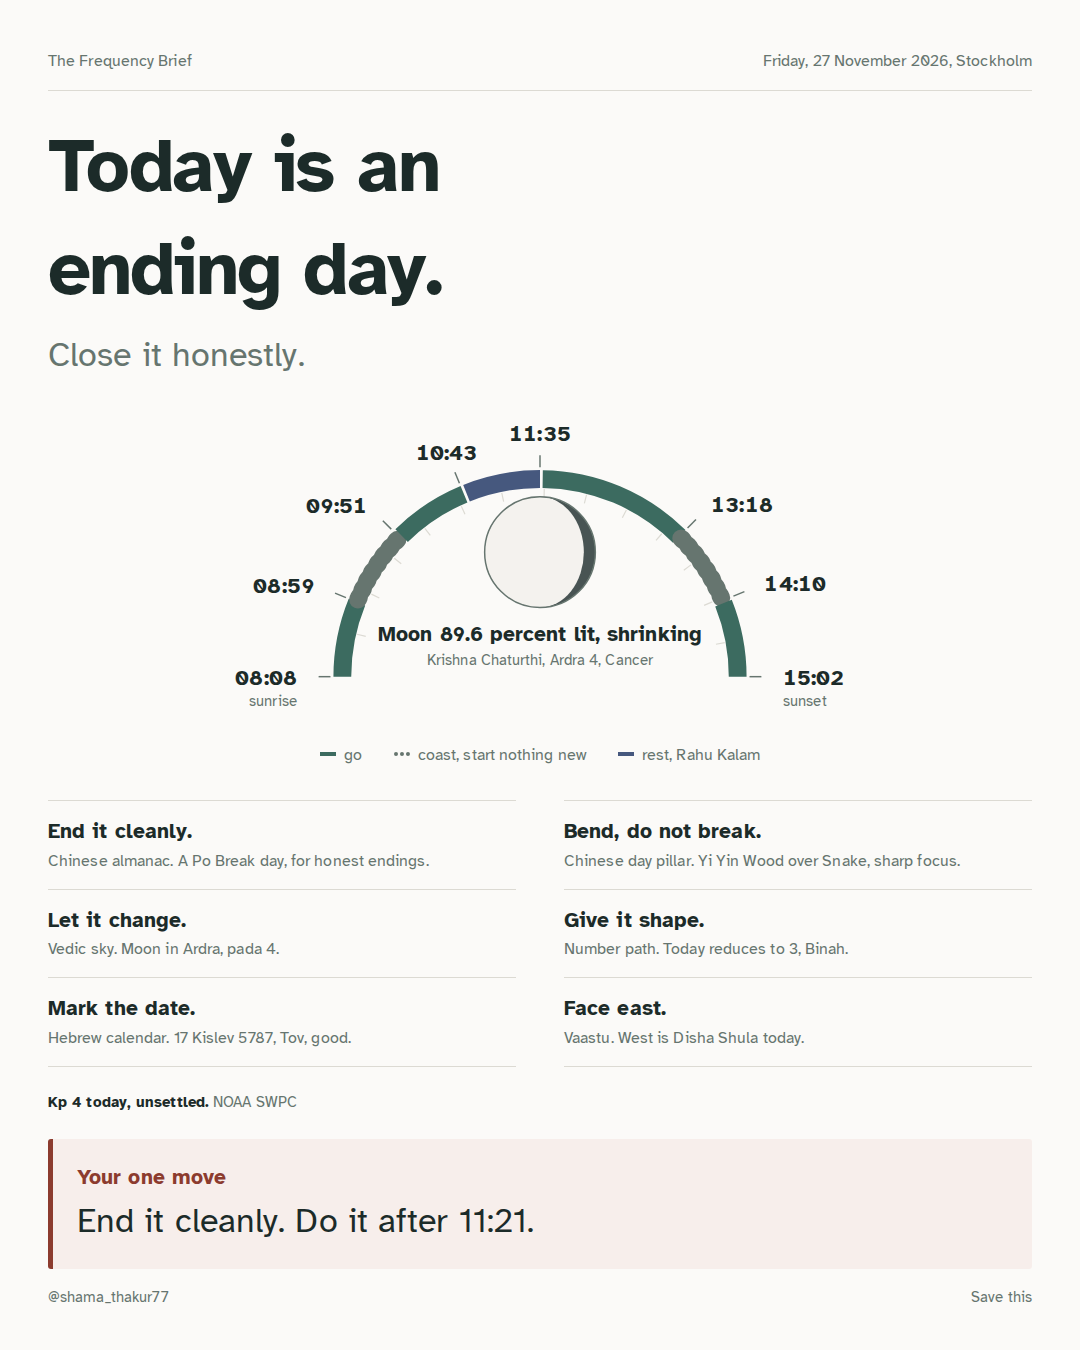 The Frequency Brief
Friday, 27 November 2026, Stockholm
Today is an
ending day.
Close it honestly.
11:35
10:43
09:51
13:18
08:59
14:10
Moon 89.6 percent lit, shrinking
Krishna Chaturthi, Ardra 4, Cancer
08:08
sunrise
15:02
sunset
go
coast, start nothing new
rest, Rahu Kalam
End it cleanly.
Chinese almanac. A Po Break day, for honest endings.
Bend, do not break.
Chinese day pillar. Yi Yin Wood over Snake, sharp focus.
Let it change.
Vedic sky. Moon in Ardra, pada 4.
Give it shape.
Number path. Today reduces to 3, Binah.
Mark the date.
Hebrew calendar. 17 Kislev 5787, Tov, good.
Face east.
Vaastu. West is Disha Shula today.
Kp 4 today, unsettled. NOAA SWPC
Your one move
End it cleanly. Do it after 11:21.
@shama_thakur77
Save this